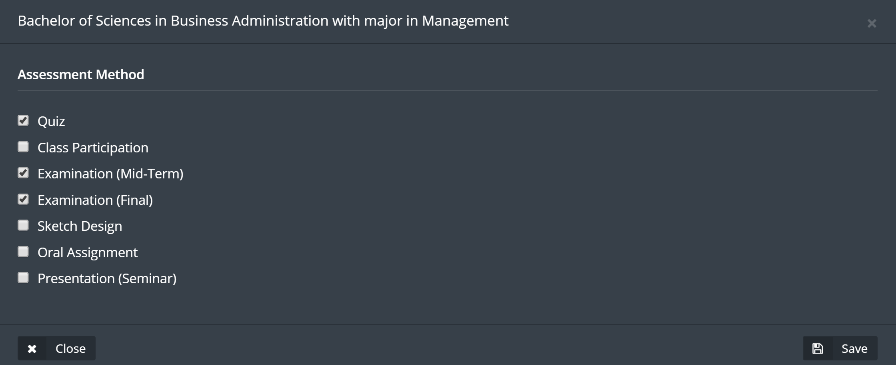 Bachelor of Sciences in Business Administration with major in Management
Assessment Method
Quiz
Class Participation
Examination (Mid-Term)
Examination (Final)
Sketch Design
Oral Assignment
Presentation (Seminar)
Close
Save